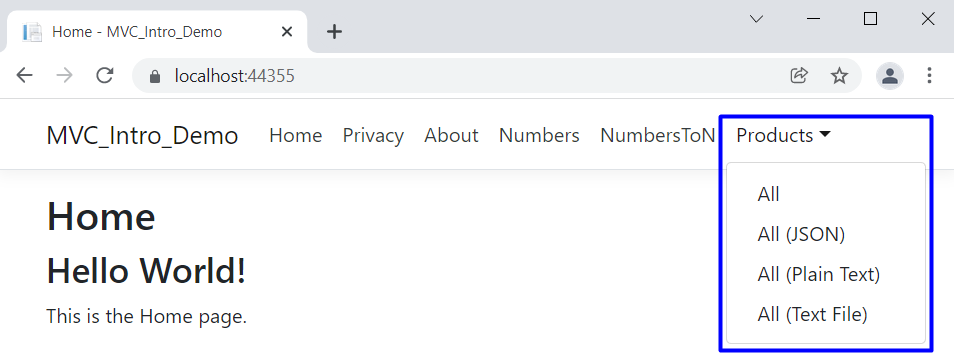 Home - MVC_Intro_Demo
localhost:44355
MVC_Intro_Demo Home Privacy About Numbers NumbersToN Products
All
All (JSON)
All (Plain Text)
All (Text File)
Home
Hello World!
This is the Home page.